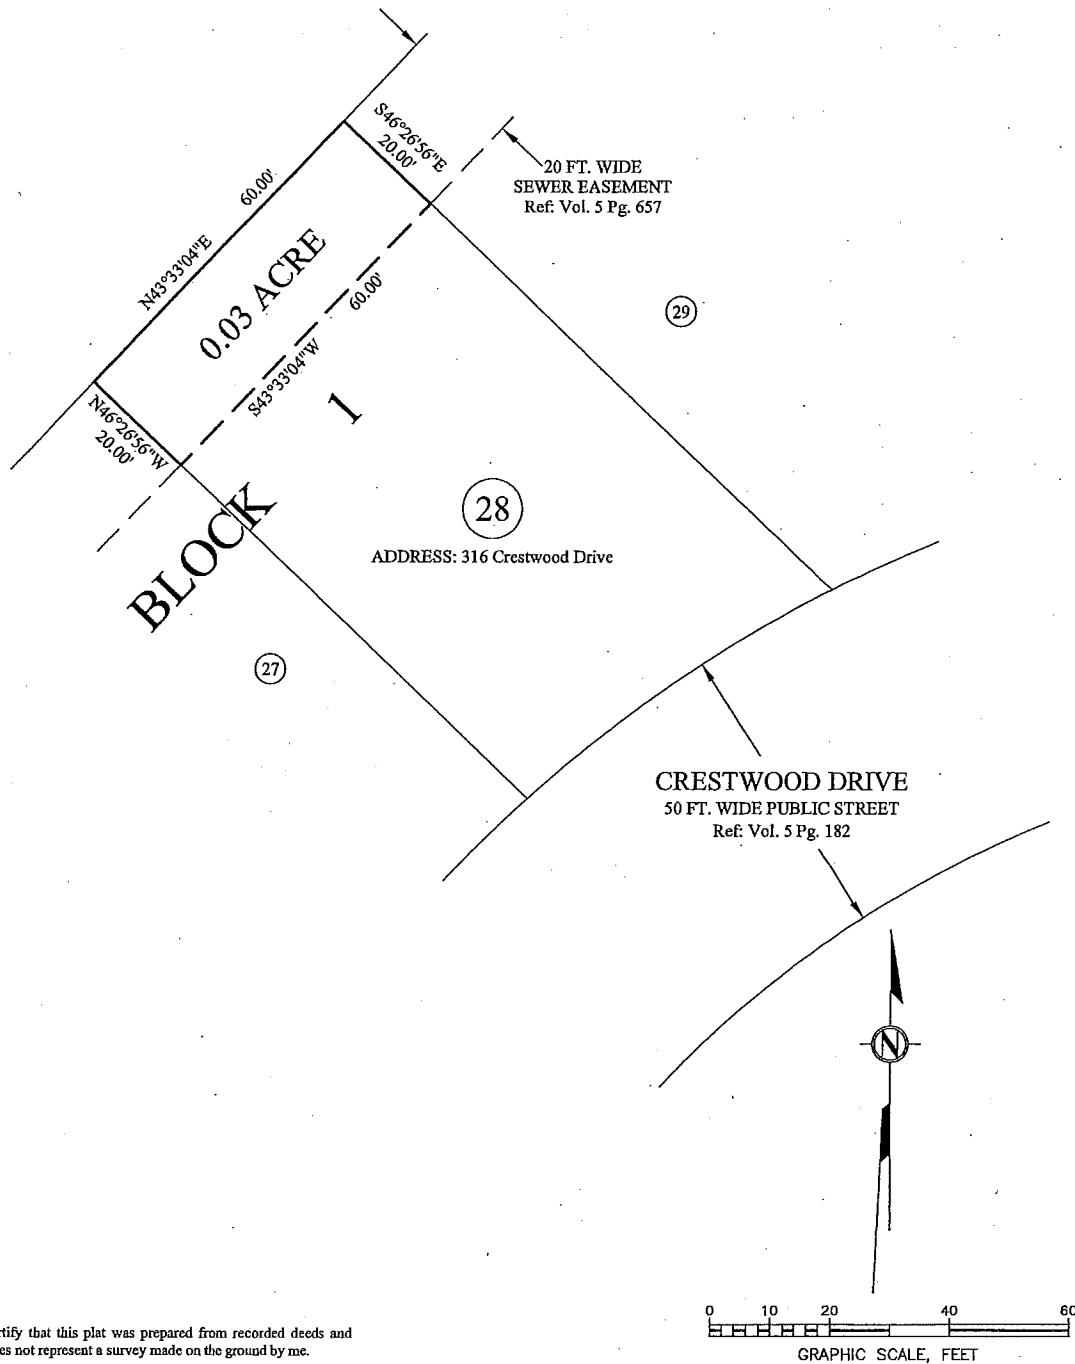 S46°26'56"E
20.00'
20 FT. WIDE
SEWER EASEMENT
Ref: Vol. 5 Pg. 657
60.00'
N43°33'04"E
0.03 ACRE
60.00'
S43°33'04"W
29
1
N46°26'56"W
20.00'
BLOCK
28
ADDRESS: 316 Crestwood Drive
27
CRESTWOOD DRIVE
50 FT. WIDE PUBLIC STREET
Ref: Vol. 5 Pg. 182
N
0 10 20 40 60
GRAPHIC SCALE, FEET
tify that this plat was prepared from recorded deeds and
es not represent a survey made on the ground by me.